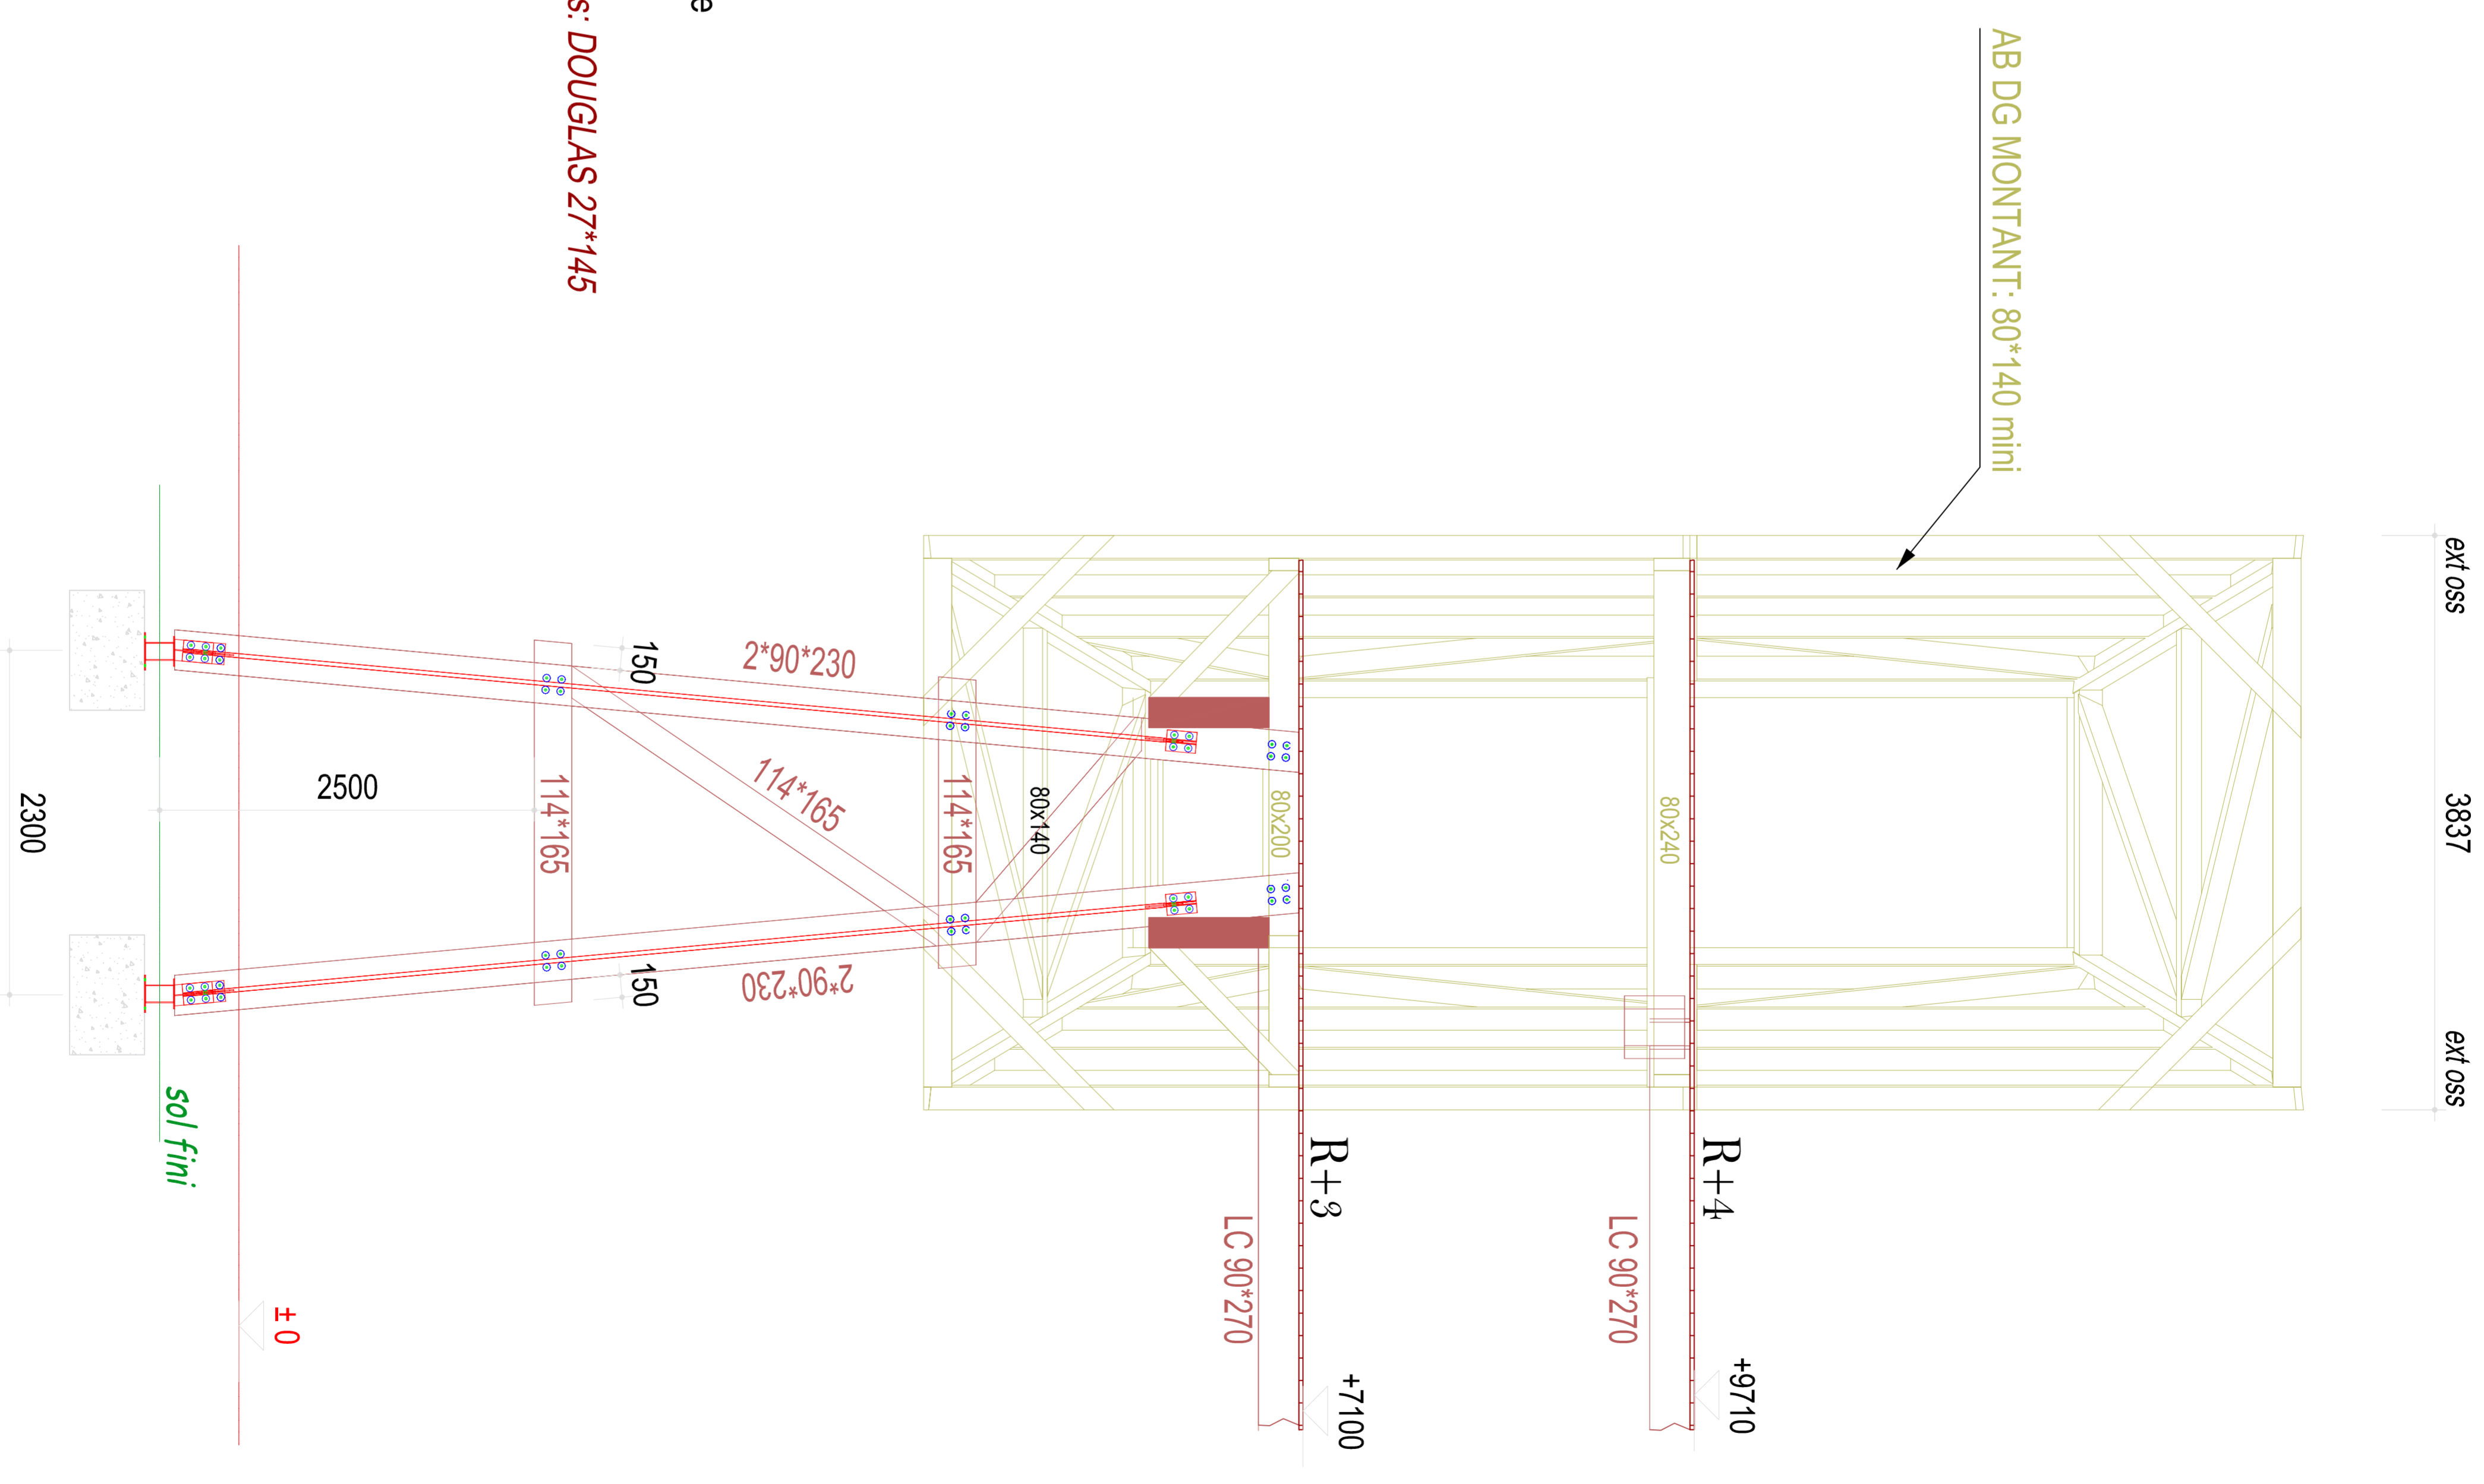 ext oss
3837
ext oss
AB DG MONTANT : 80*140 mini
R+4
+9710
80x240
LC 90*270
R+3
+7100
80x200
LC 90*270
80x140
114*165
2*90*230
114*165
2*90*230
150
150
s: DOUGLAS 27*145
114*165
2500
± 0
sol fini
2300